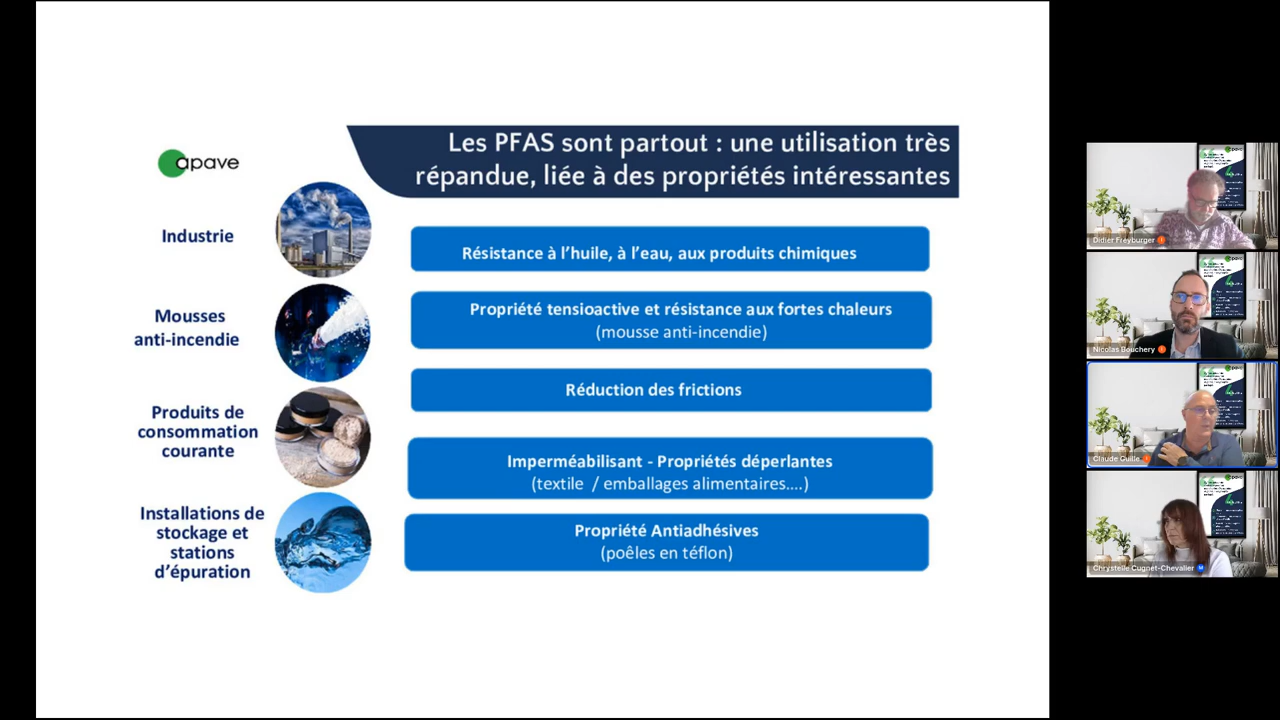 Les PFAS sont partout : une utilisation très
répandue, liée à des propriétés intéressantes
apave
Industrie
Mousses
anti-incendie
Produits de
consommation
courante
Installations de
stockage et
stations
d'épuration
Résistance à l'huile, à l'eau, aux produits chimiques
Propriété tensioactive et résistance aux fortes chaleurs
(mousse anti-incendie)
Réduction des frictions
Imperméabilisant - Propriétés déperlantes
(textile / emballages alimentaires....)
Propriété Antiadhésives
(poêles en téflon)
Didier Freyburger
Nicolas Bouchery
Claude Guille
Chrystelle Cugnet-Chevalier